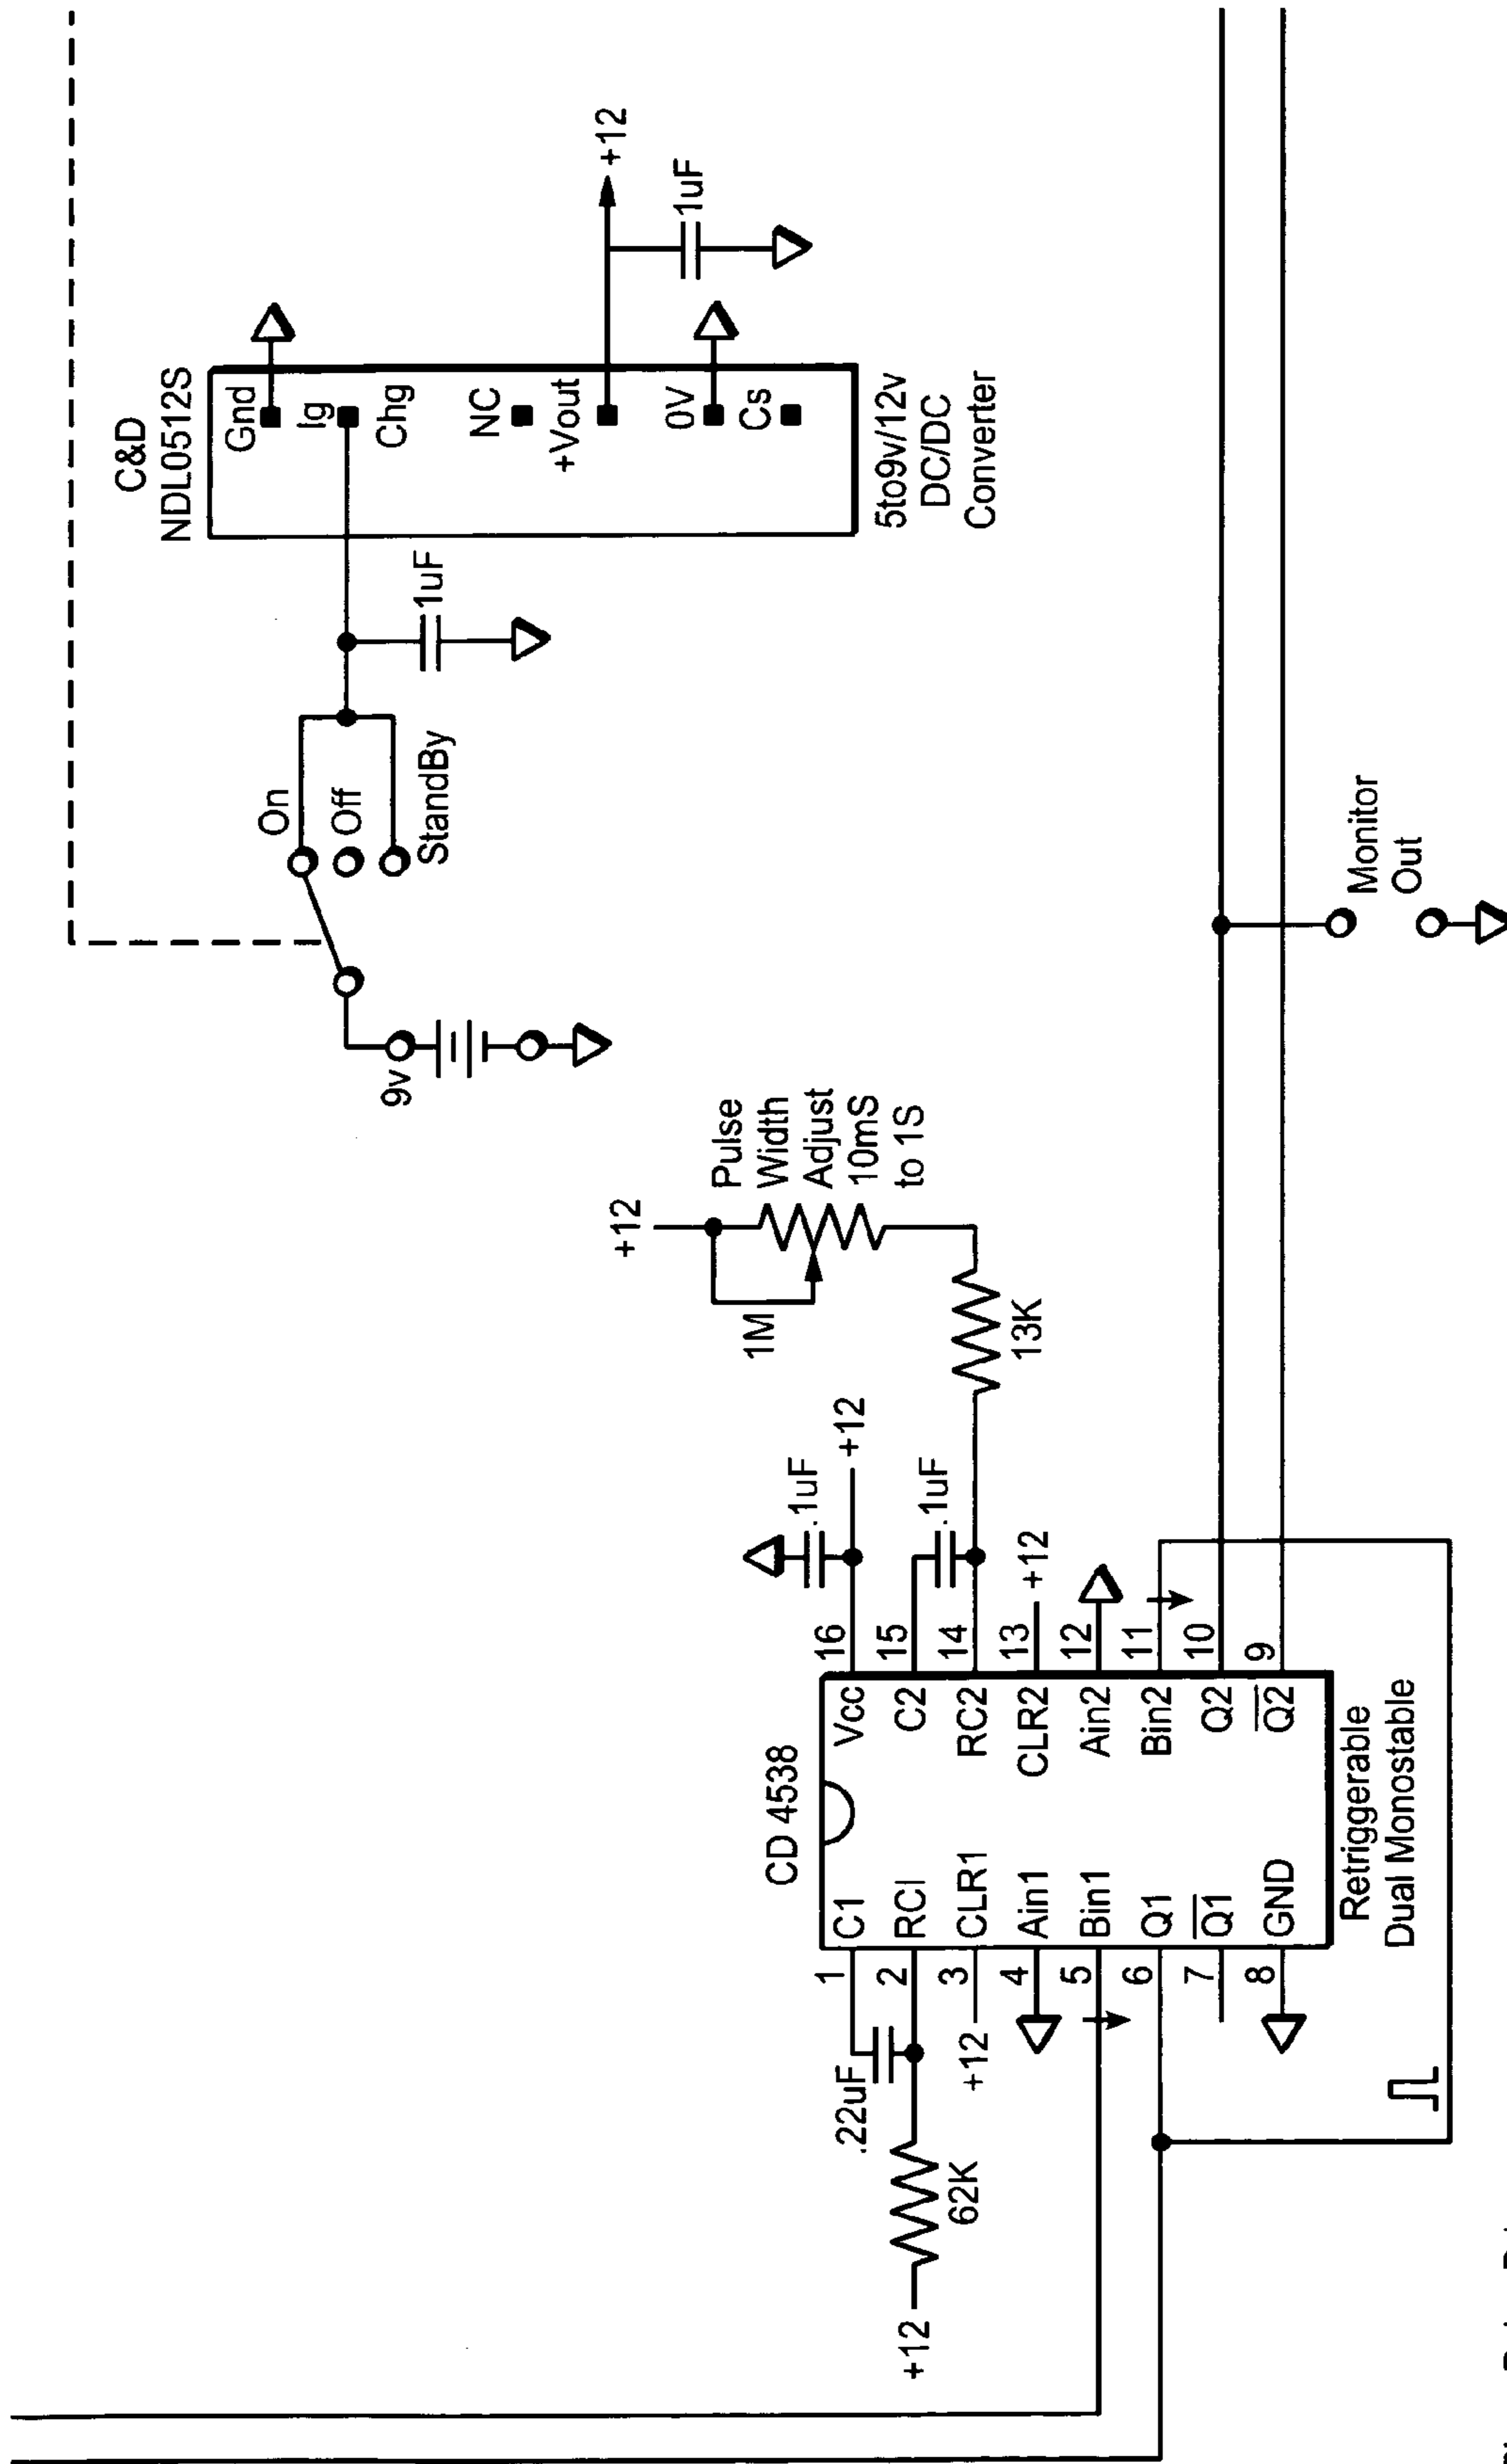 C&D
NDL0512S
Gnd
Ig
Chg
NC
+Vout
0V
Cs
5to9v/12v
DC/DC
Converter
+12
1uF
1uF
On
Off
StandBy
9v
Pulse
Width
Adjust
10mS
to 1S
+12
1M
13K
.1uF
+12
.1uF
+12
CD 4538
1
2
3
4
5
6
7
8
C1
RCI
CLR1
Ain1
Bin1
Q1
Q1
GND
Vcc
C2
RC2
CLR2
Ain2
Bin2
Q2
Q2
16
15
14
13
12
11
10
9
Retriggerable
Dual Monostable
.22uF
62K
+12
+12
Monitor
Out